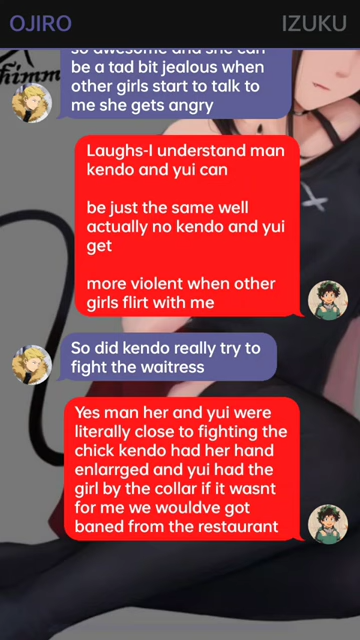 OJIRO IZUKU
so awesome and she can
be a tad bit jealous when
other girls start to talk to
me she gets angry
Laughs-I understand man
kendo and yui can
be just the same well
actually no kendo and yui
get
more violent when other
girls flirt with me
So did kendo really try to
fight the waitress
Yes man her and yui were
literally close to fighting the
chick kendo had her hand
enlarrged and yui had the
girl by the collar if it wasnt
for me we wouldve got
baned from the restaurant